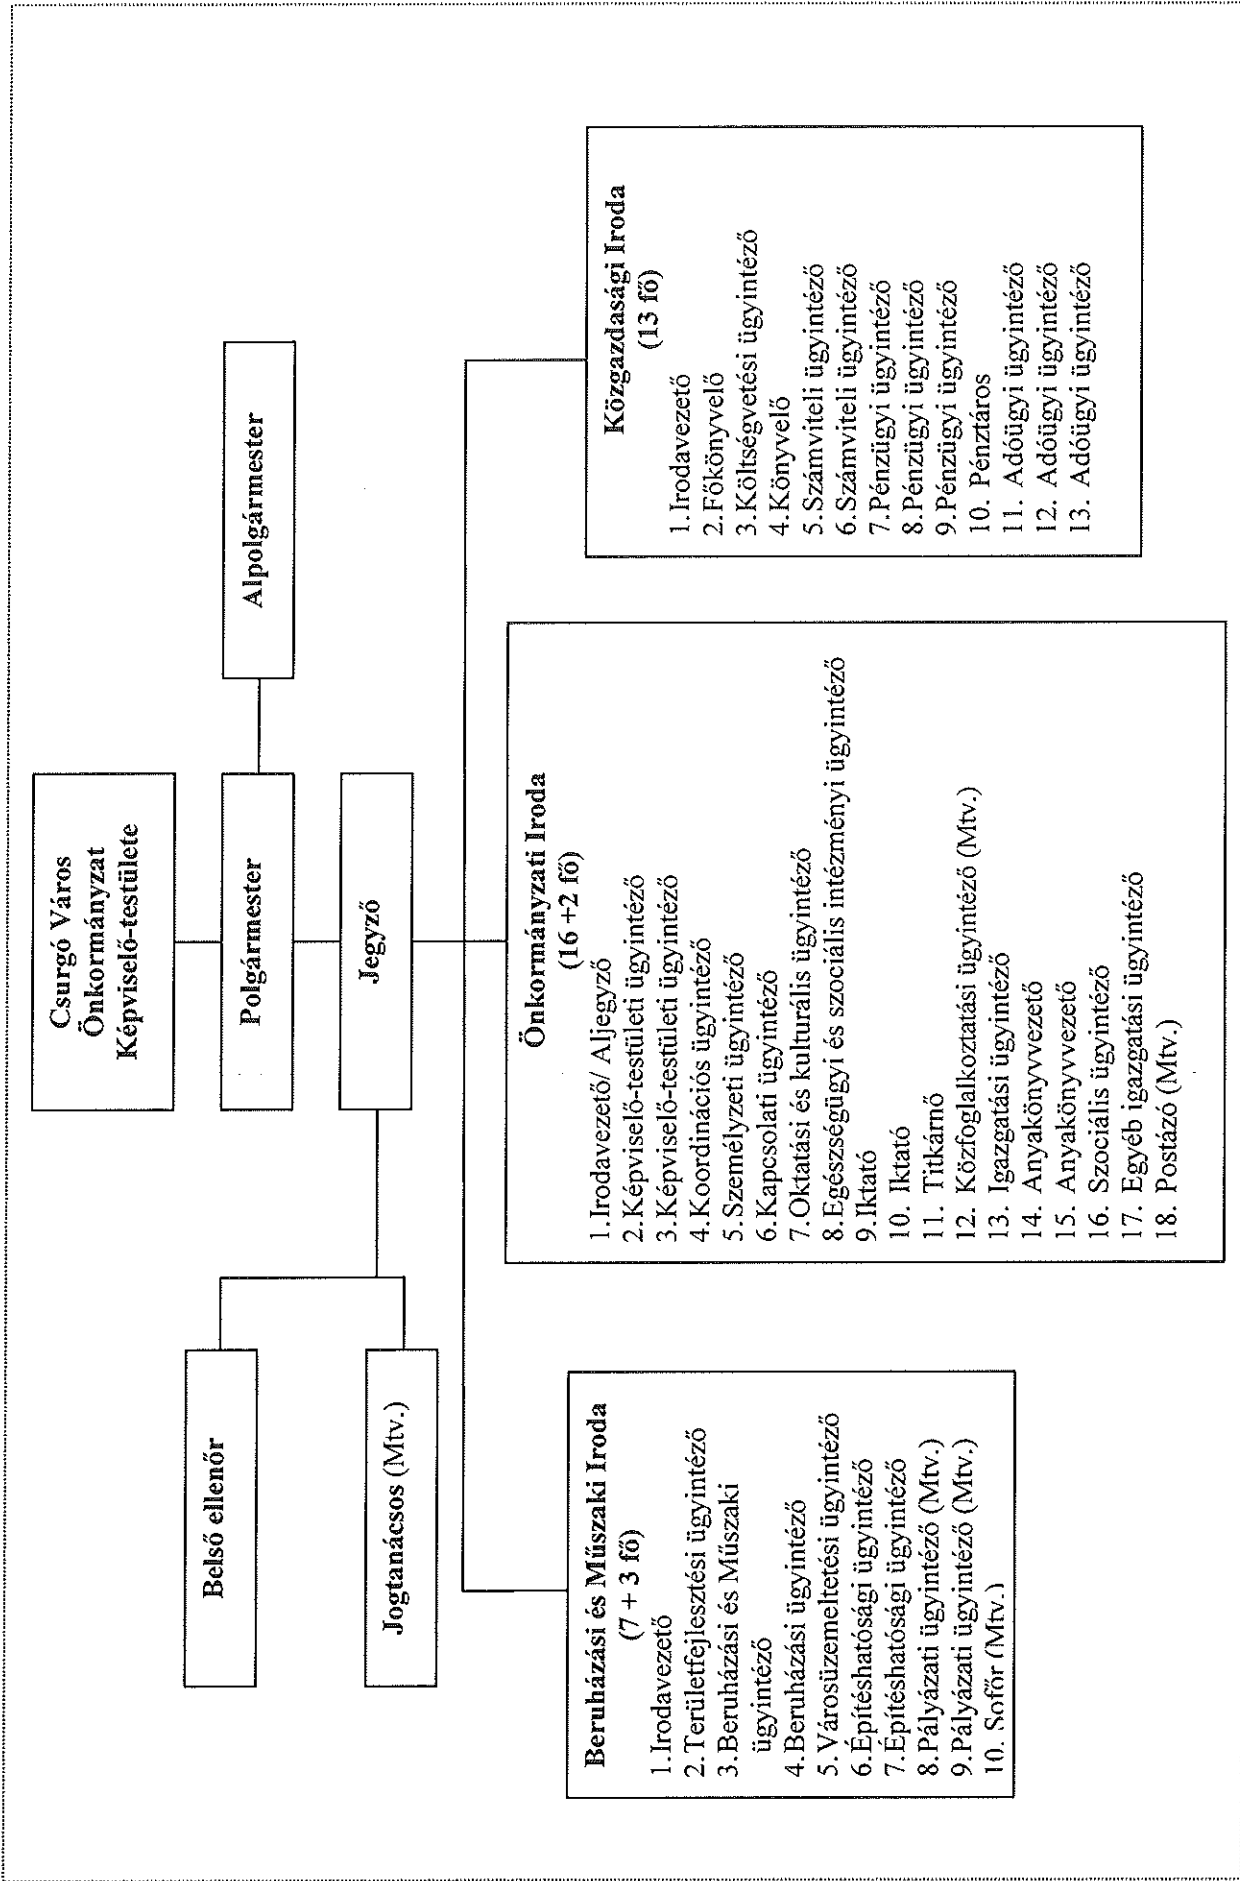 Csurgó Város
Önkormányzat
Képviselő-testülete
Polgármester
Alpolgármester
Jegyző
Belső ellenőr
Jogtanácsos (Mtv.)
Beruházási és Műszaki Iroda
(7 + 3 fő)
1.Irodavezető
2.Területfejlesztési ügyintéző
3.Beruházási és Műszaki
ügyintéző
4.Beruházási ügyintéző
5.Városüzemeltetési ügyintéző
6.Építéshatósági ügyintéző
7.Építéshatósági ügyintéző
8.Pályázati ügyintéző (Mtv.)
9.Pályázati ügyintéző (Mtv.)
10. Sofőr (Mtv.)
Önkormányzati Iroda
(16 +2 fő)
1.Irodavezető/ Aljegyző
2.Képviselő-testületi ügyintéző
3.Képviselő-testületi ügyintéző
4.Koordinációs ügyintéző
5.Személyzeti ügyintéző
6.Kapcsolati ügyintéző
7.Oktatási és kulturális ügyintéző
8.Egészségügyi és szociális intézményi ügyintéző
9.Iktató
10. Iktató
11. Titkárnő
12. Közfoglalkoztatási ügyintéző (Mtv.)
13. Igazgatási ügyintéző
14. Anyakönyvvezető
15. Anyakönyvvezető
16. Szociális ügyintéző
17. Egyéb igazgatási ügyintéző
18. Postázó (Mtv.)
Közgazdasági Iroda
(13 fő)
1.Irodavezető
2.Főkönyvelő
3.Költségvetési ügyintéző
4.Könyvelő
5.Számviteli ügyintéző
6.Számviteli ügyintéző
7.Pénzügyi ügyintéző
8.Pénzügyi ügyintéző
9.Pénzügyi ügyintéző
10. Pénztáros
11. Adóügyi ügyintéző
12. Adóügyi ügyintéző
13. Adóügyi ügyintéző